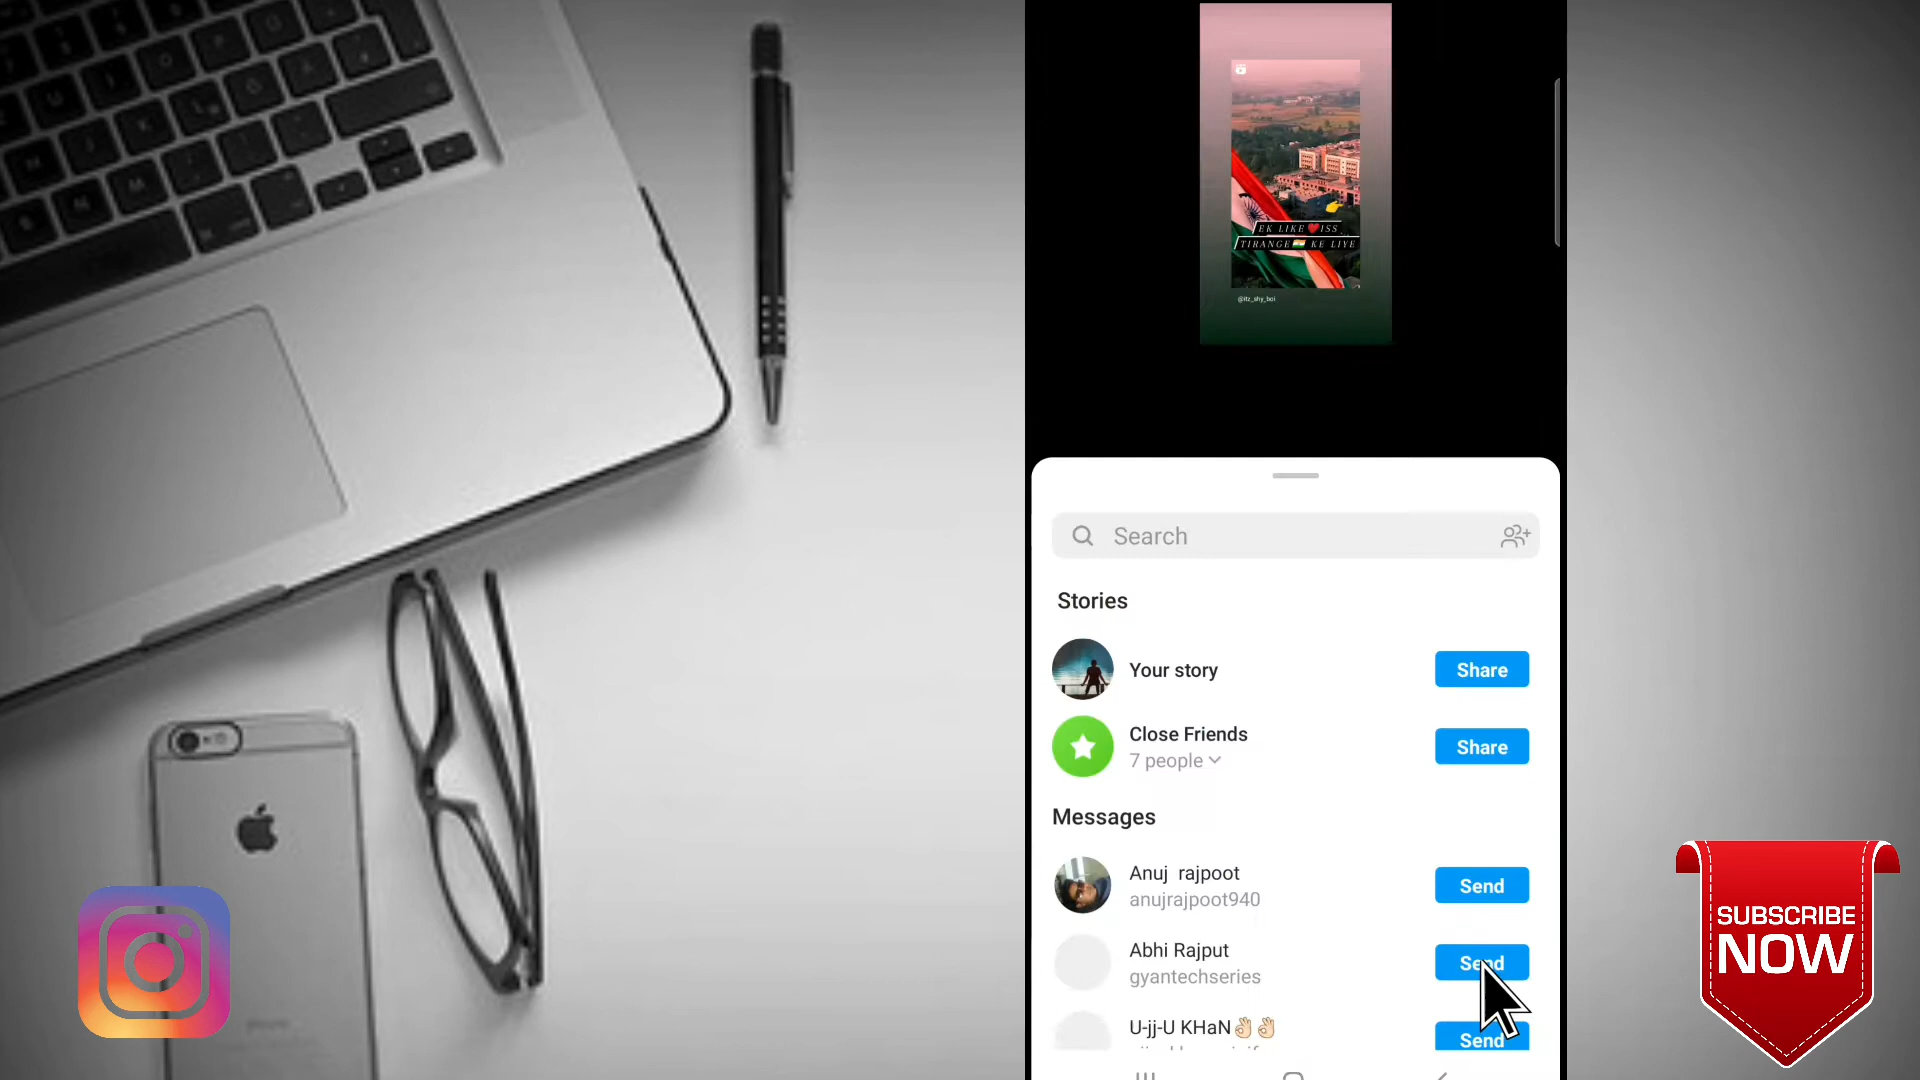 EK LIKE❤️ISS
TIRANGE🇮🇳 KE LIYE
@itz_shy_boi
Search
Stories
Your story
Share
Close Friends
7 people
Share
Messages
Anuj rajpoot
anujrajpoot940
Send
Abhi Rajput
gyantechseries
Send
U-jj-U KHaN👌🏻👌🏻
Send
SUBSCRIBE
NOW